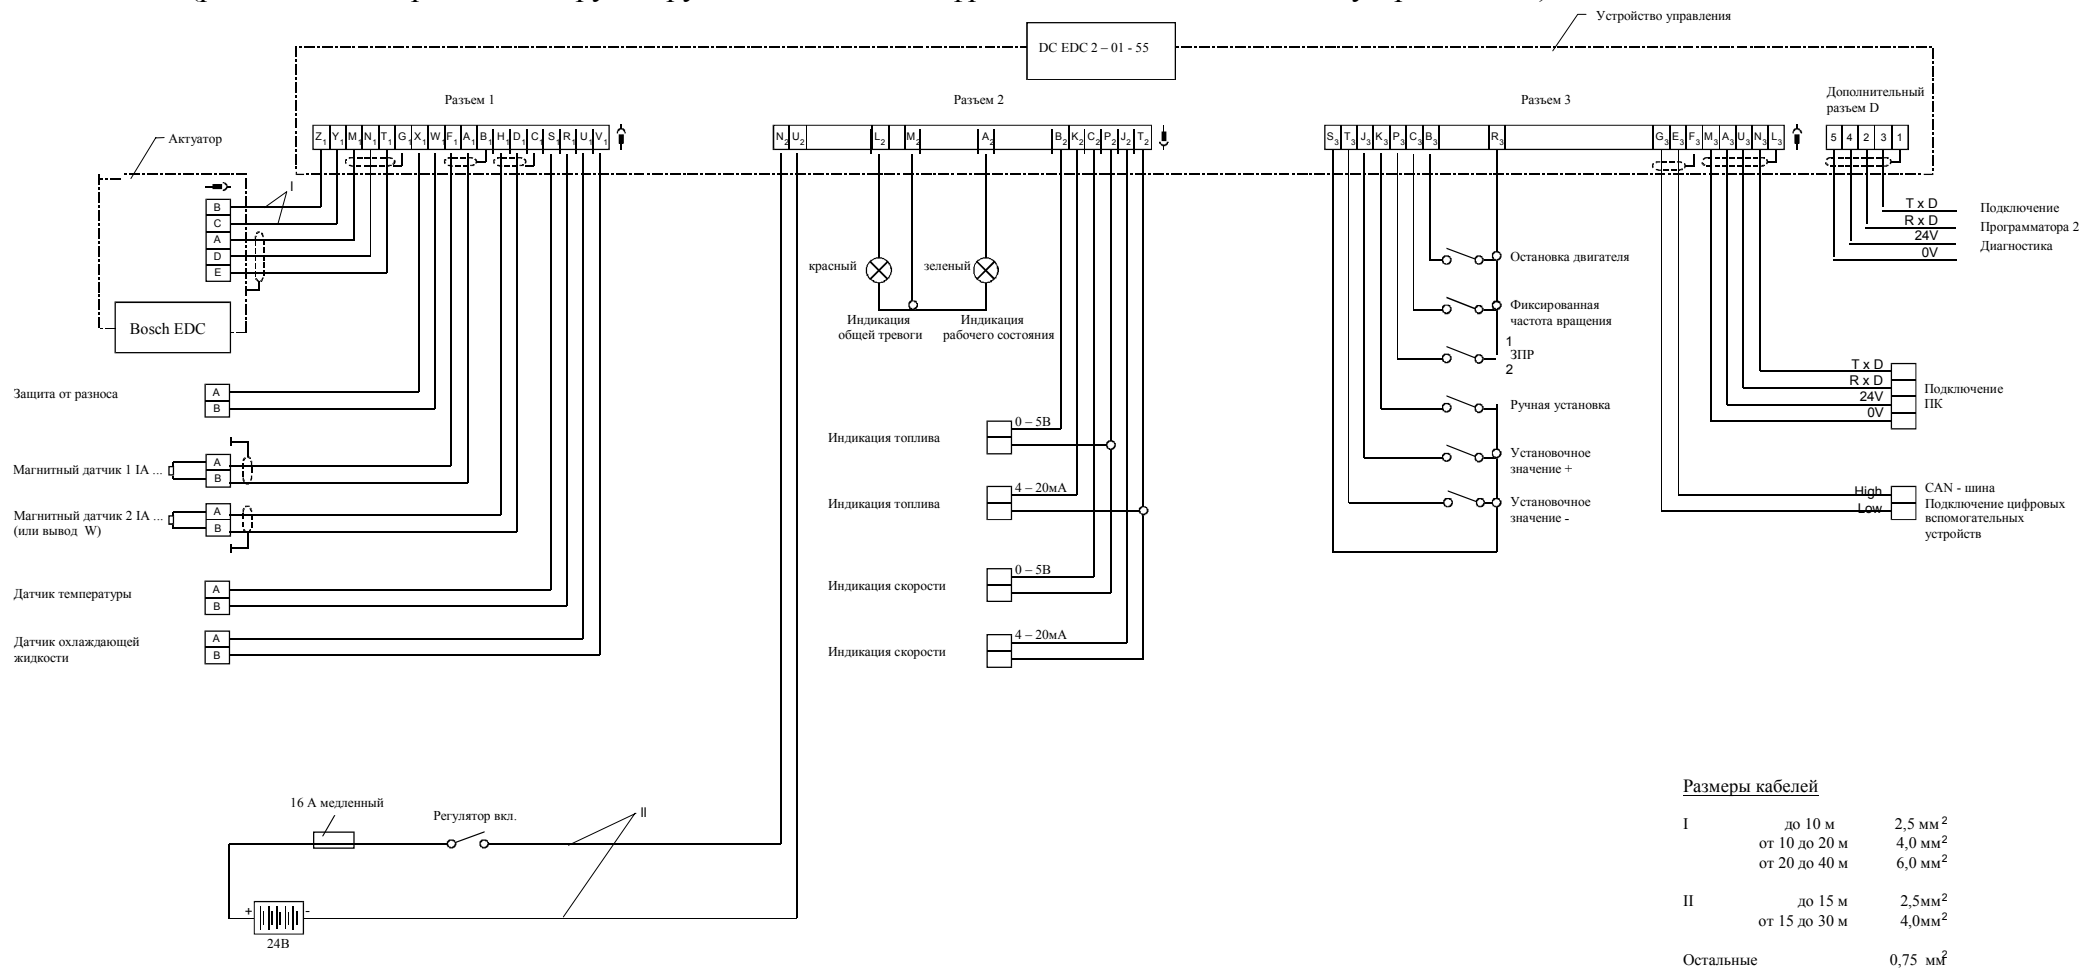 Устройство управления
DC EDC 2 – 01 - 55
Разъем 1
Разъем 2
Разъем 3
Дополнительный
разъем D
Z1 Y1 M1 N1 T1 G1 X1 W1 F1 A1 B1 H1 D1 C1 S1 R1 U1 V1
N2 U2 L2 M2 A2 B2 K2 C2 P2 J2 T2
S3 T3 J3 K3 P3 C3 B3 R3 G3 E3 F3 M3 A3 U3 N3 L3
5 4 2 3 1
Актуатор
I
B
C
A
D
E
Bosch EDC
T x D
R x D
24V
0V
Подключение
Программатора 2
Диагностика
красный
зеленый
Индикация
общей тревоги
Индикация
рабочего состояния
Остановка двигателя
Фиксированная
частота вращения
1
ЗПР
2
Ручная установка
Установочное
значение +
Установочное
значение -
T x D
R x D
24V
0V
Подключение
ПК
High
Low
CAN - шина
Подключение цифровых
вспомогательных
устройств
Защита от разноса
A
B
Магнитный датчик 1 IA ...
A
B
Магнитный датчик 2 IA ...
(или вывод W)
A
B
Датчик температуры
A
B
Датчик охлаждающей
жидкости
A
B
Индикация топлива
0 – 5В
Индикация топлива
4 – 20мА
Индикация скорости
0 – 5В
Индикация скорости
4 – 20мА
16 А медленный
Регулятор вкл.
II
+ -
24В
Размеры кабелей
I до 10 м 2,5 мм2
от 10 до 20 м 4,0 мм2
от 20 до 40 м 6,0 мм2
II до 15 м 2,5мм2
от 15 до 30 м 4,0мм2
Остальные 0,75 мм2